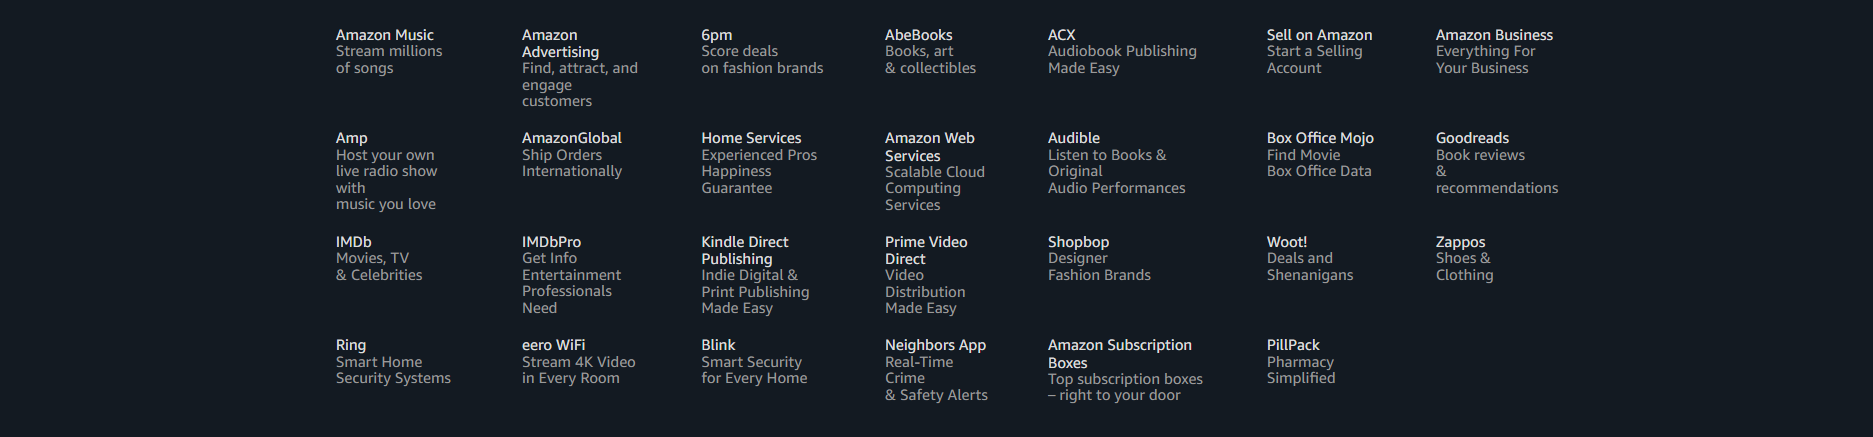 Amazon Music
Stream millions
of songs
Amazon
Advertising
Find, attract, and
engage
customers
6pm
Score deals
on fashion brands
AbeBooks
Books, art
& collectibles
ACX
Audiobook Publishing
Made Easy
Sell on Amazon
Start a Selling
Account
Amazon Business
Everything For
Your Business
Amp
Host your own
live radio show
with
music you love
AmazonGlobal
Ship Orders
Internationally
Home Services
Experienced Pros
Happiness
Guarantee
Amazon Web
Services
Scalable Cloud
Computing
Services
Audible
Listen to Books &
Original
Audio Performances
Box Office Mojo
Find Movie
Box Office Data
Goodreads
Book reviews
&
recommendations
IMDb
Movies, TV
& Celebrities
IMDbPro
Get Info
Entertainment
Professionals
Need
Kindle Direct
Publishing
Indie Digital &
Print Publishing
Made Easy
Prime Video
Direct
Video
Distribution
Made Easy
Shopbop
Designer
Fashion Brands
Woot!
Deals and
Shenanigans
Zappos
Shoes &
Clothing
Ring
Smart Home
Security Systems
eero WiFi
Stream 4K Video
in Every Room
Blink
Smart Security
for Every Home
Neighbors App
Real-Time
Crime
& Safety Alerts
Amazon Subscription
Boxes
Top subscription boxes
– right to your door
PillPack
Pharmacy
Simplified